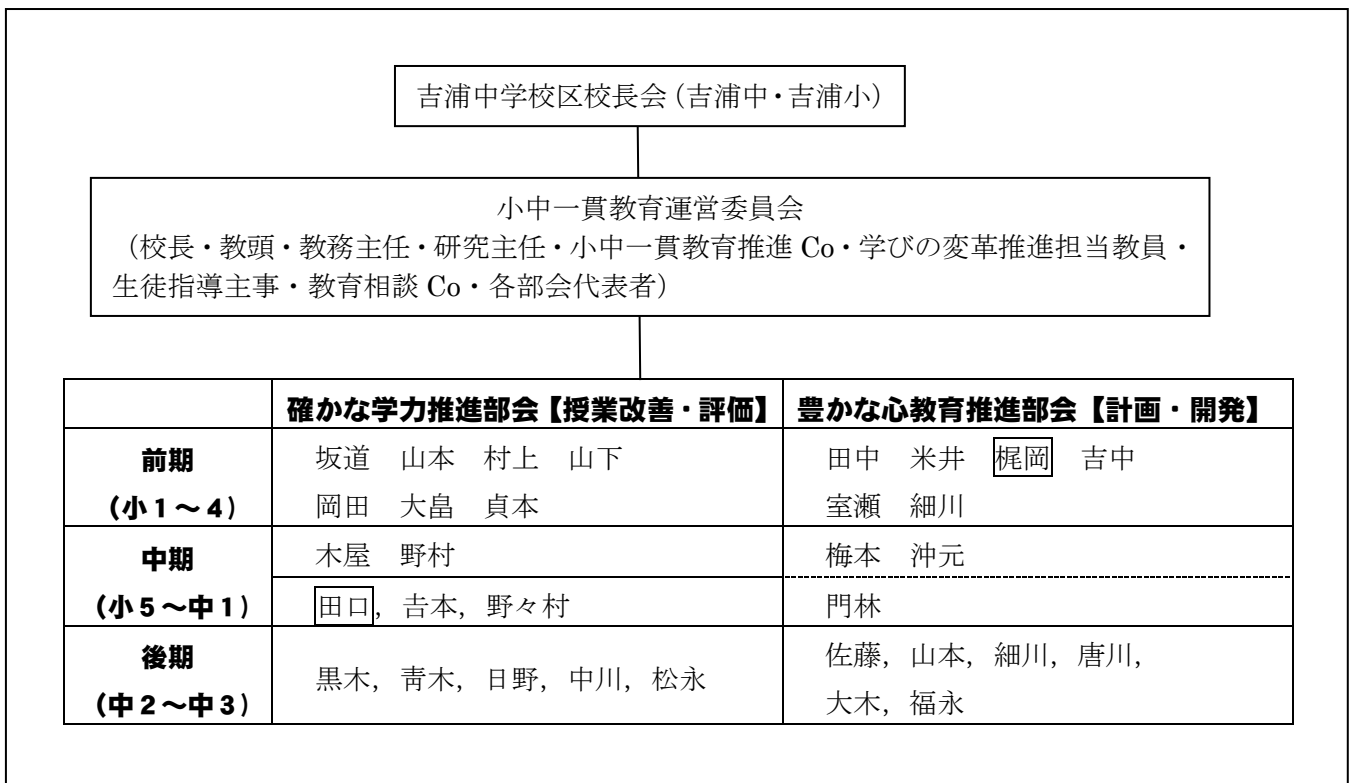 吉浦中学校区校長会（吉浦中・吉浦小）
小中一貫教育運営委員会
（校長・教頭・教務主任・研究主任・小中一貫教育推進 Co・学びの変革推進担当教員・
生徒指導主事・教育相談 Co・各部会代表者）
確かな学力推進部会【授業改善・評価】 豊かな心教育推進部会【計画・開発】
前期
（小１～４）
坂道　山本　村上　山下
岡田　大畠　貞本
田中　米井　梶岡　吉中
室瀬　細川
中期
（小５～中１）
木屋　野村
田口，𠮷本，野々村
梅本　沖元
門林
後期
（中２～中３）
黒木，靑木，日野，中川，松永
佐藤，山本，細川，唐川，
大木，福永